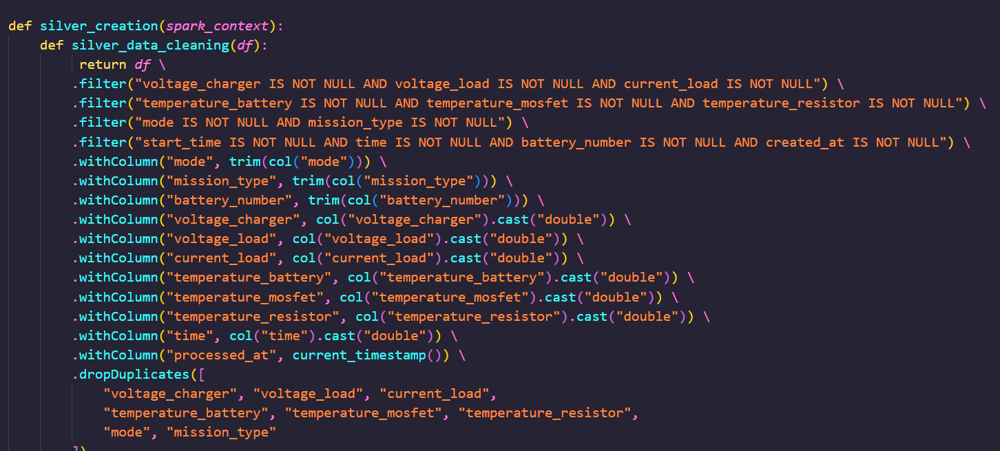 def silver_creation(spark_context):
    def silver_data_cleaning(df):
         return df \
        .filter("voltage_charger IS NOT NULL AND voltage_load IS NOT NULL AND current_load IS NOT NULL") \
        .filter("temperature_battery IS NOT NULL AND temperature_mosfet IS NOT NULL AND temperature_resistor IS NOT NULL") \
        .filter("mode IS NOT NULL AND mission_type IS NOT NULL") \
        .filter("start_time IS NOT NULL AND time IS NOT NULL AND battery_number IS NOT NULL AND created_at IS NOT NULL") \
        .withColumn("mode", trim(col("mode"))) \
        .withColumn("mission_type", trim(col("mission_type"))) \
        .withColumn("battery_number", trim(col("battery_number"))) \
        .withColumn("voltage_charger", col("voltage_charger").cast("double")) \
        .withColumn("voltage_load", col("voltage_load").cast("double")) \
        .withColumn("current_load", col("current_load").cast("double")) \
        .withColumn("temperature_battery", col("temperature_battery").cast("double")) \
        .withColumn("temperature_mosfet", col("temperature_mosfet").cast("double")) \
        .withColumn("temperature_resistor", col("temperature_resistor").cast("double")) \
        .withColumn("time", col("time").cast("double")) \
        .withColumn("processed_at", current_timestamp()) \
        .dropDuplicates([
            "voltage_charger", "voltage_load", "current_load",
            "temperature_battery", "temperature_mosfet", "temperature_resistor",
            "mode", "mission_type"
        ])